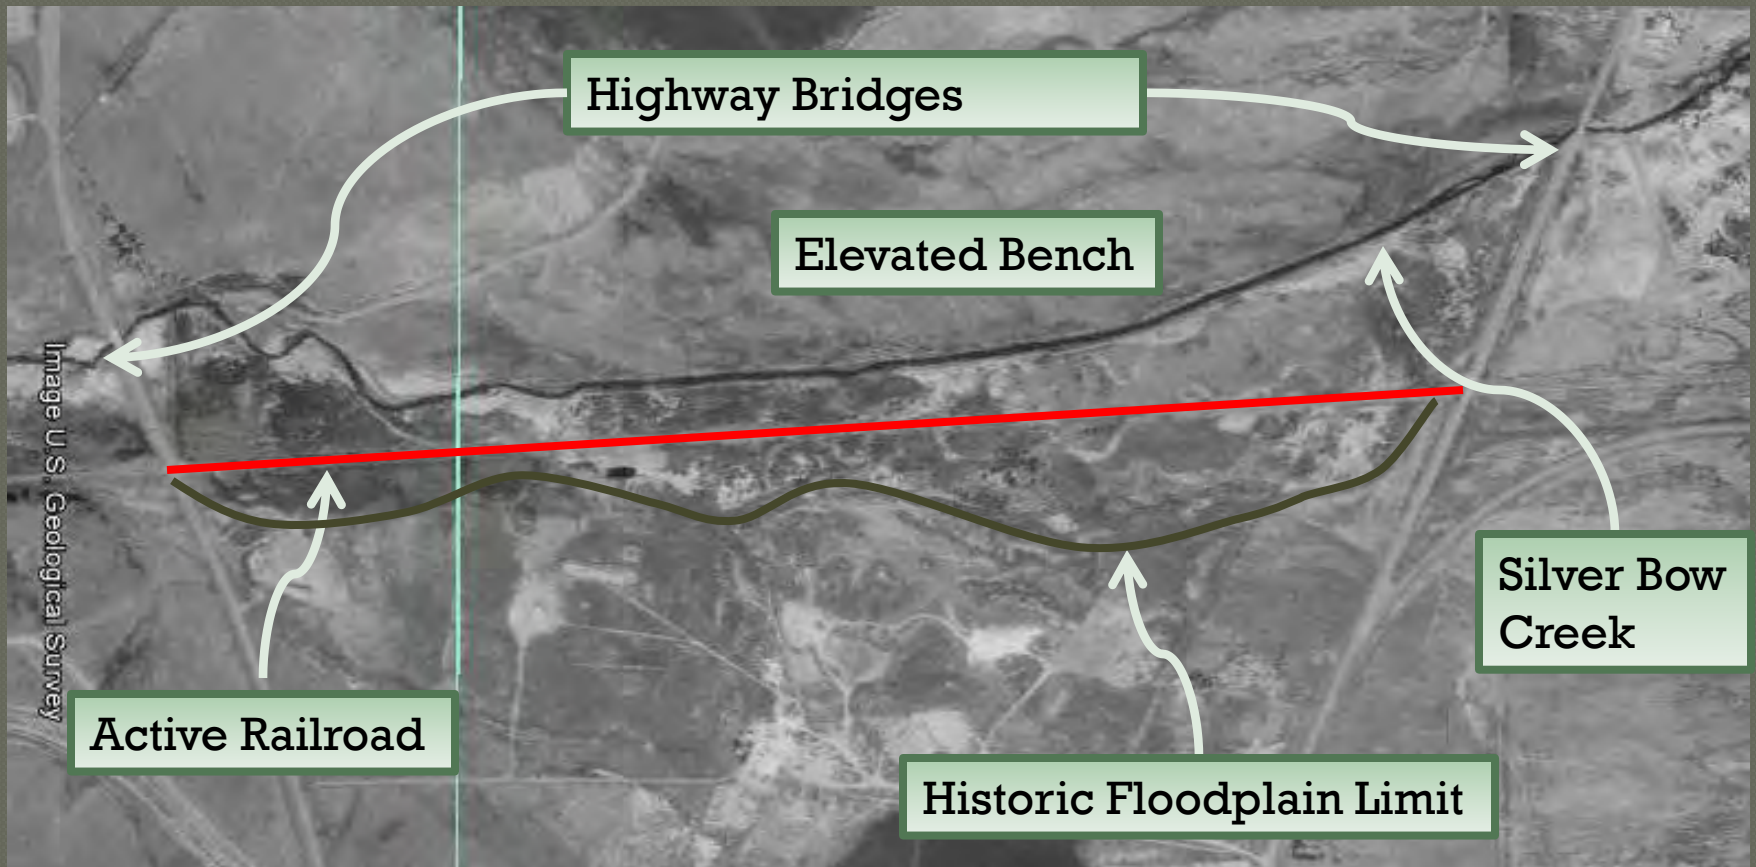 Highway Bridges
Elevated Bench
Image U.S. Geological Survey
Silver Bow
Creek
Active Railroad
Historic Floodplain Limit